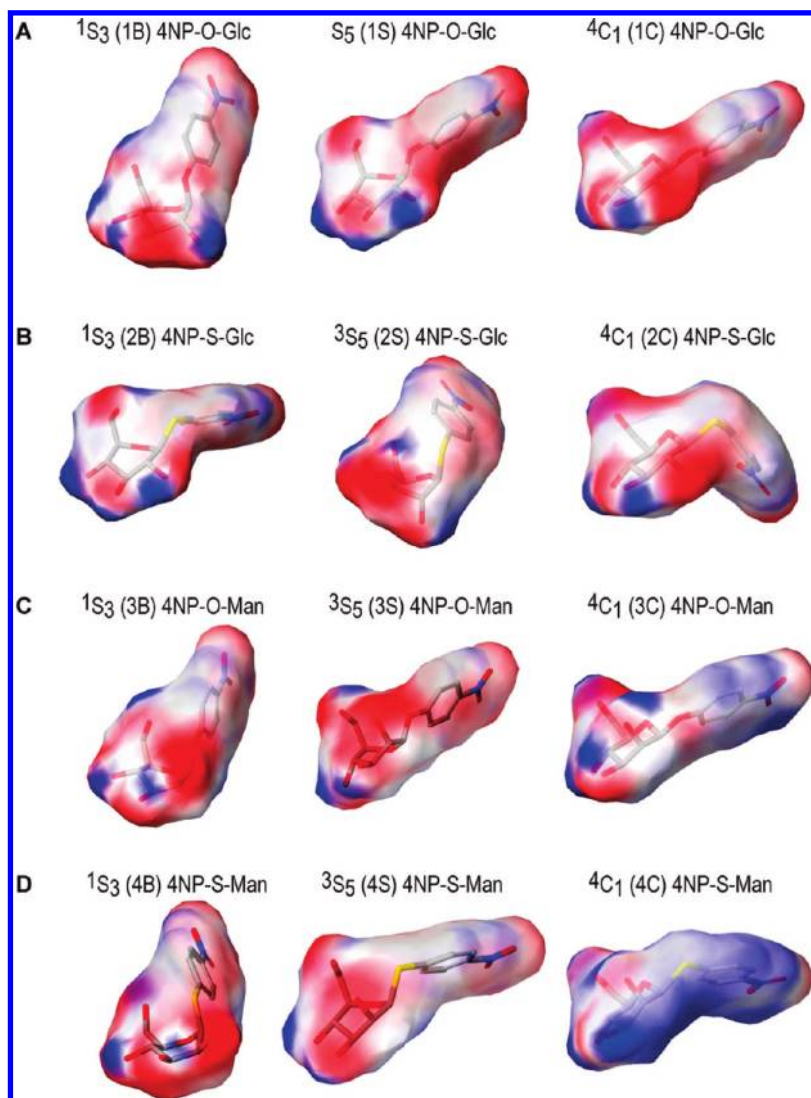 A ¹S₃ (1B) 4NP-O-Glc S₅ (1S) 4NP-O-Glc ⁴C₁ (1C) 4NP-O-Glc
B ¹S₃ (2B) 4NP-S-Glc ³S₅ (2S) 4NP-S-Glc ⁴C₁ (2C) 4NP-S-Glc
C ¹S₃ (3B) 4NP-O-Man ³S₅ (3S) 4NP-O-Man ⁴C₁ (3C) 4NP-O-Man
D ¹S₃ (4B) 4NP-S-Man ³S₅ (4S) 4NP-S-Man ⁴C₁ (4C) 4NP-S-Man